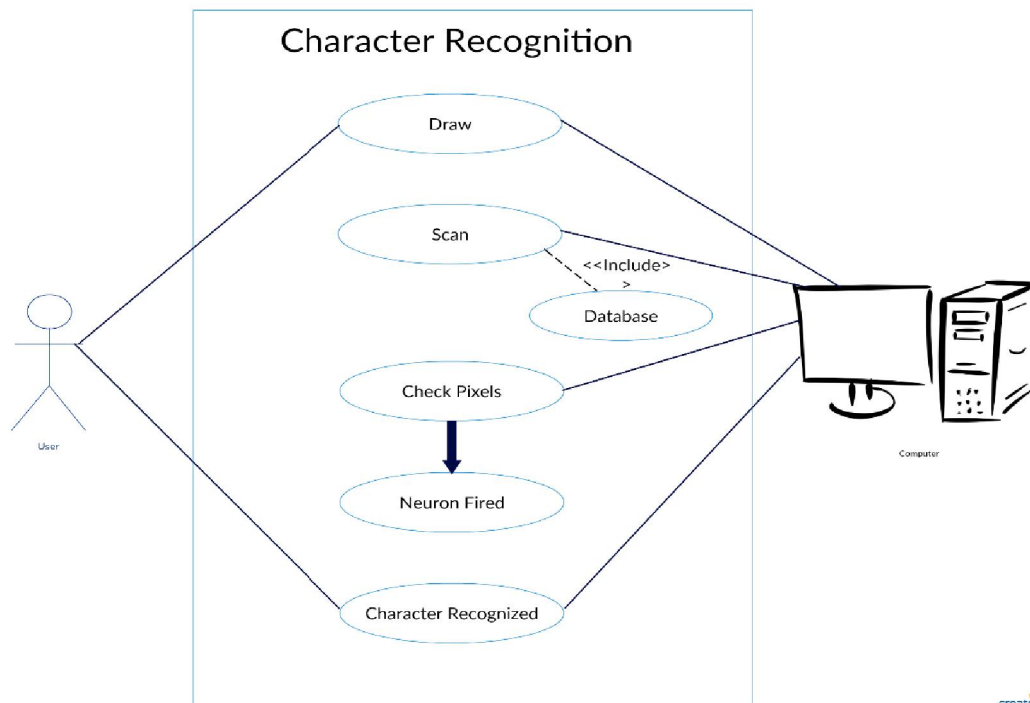 Character Recognition
Draw
Scan
<<Include>
>
Database
Check Pixels
User
Computer
Neuron Fired
Character Recognized